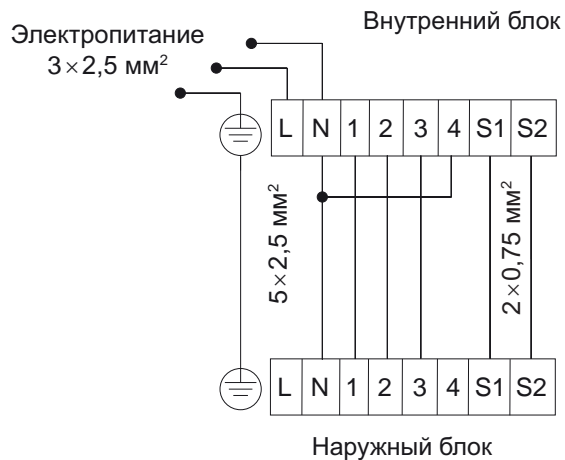 Электропитание
3×2,5 мм²
Внутренний блок
L N 1 2 3 4 S1 S2
5×2,5 мм²
2×0,75 мм²
L N 1 2 3 4 S1 S2
Наружный блок